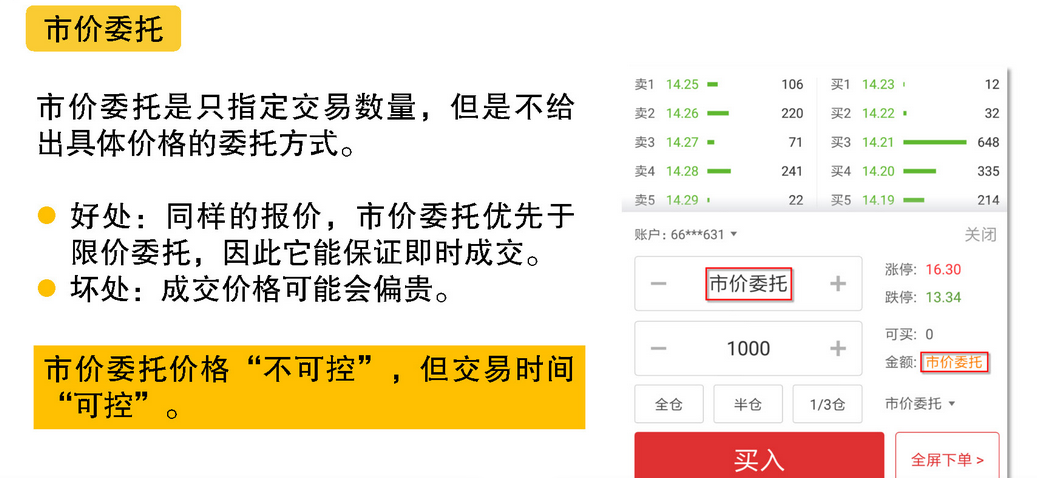 市价委托
市价委托是只指定交易数量，但是不给
出具体价格的委托方式。
好处：同样的报价，市价委托优先于
限价委托，因此它能保证即时成交。
坏处：成交价格可能会偏贵。
市价委托价格“不可控”，但交易时间
“可控”。
卖1 14.25 106 买1 14.23 12
卖2 14.26 220 买2 14.22 32
卖3 14.27 71 买3 14.21 648
卖4 14.28 241 买4 14.20 335
卖5 14.29 22 买5 14.19 214
账户：66***631 关闭
市价委托
涨停：16.30
跌停：13.34
1000
可买：0
金额：市价委托
全仓 半仓 1/3仓 市价委托
买入 全屏下单 >